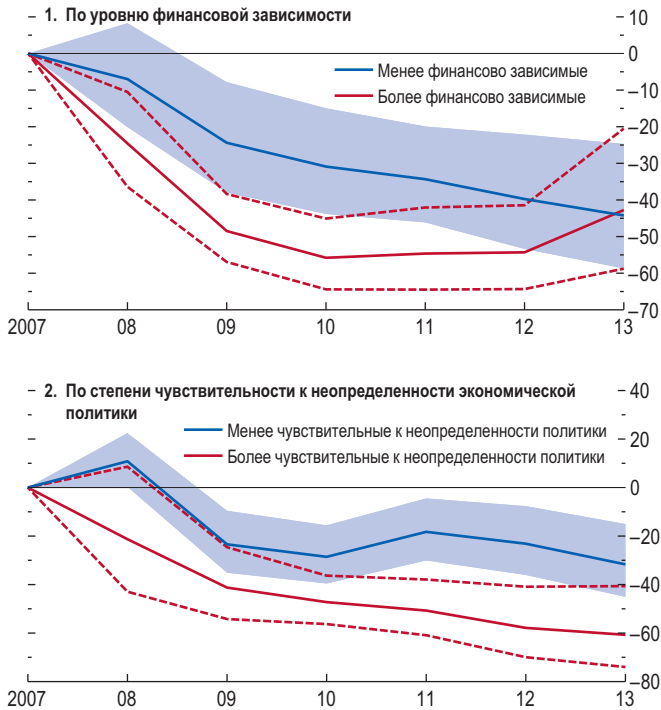 1. По уровню финансовой зависимости
Менее финансово зависимые
Более финансово зависимые
10
0
–10
–20
–30
–40
–50
–60
–70
2007 08 09 10 11 12 13
2. По степени чувствительности к неопределенности экономической
политики
Менее чувствительные к неопределенности политики
Более чувствительные к неопределенности политики
40
20
0
–20
–40
–60
–80
2007 08 09 10 11 12 13